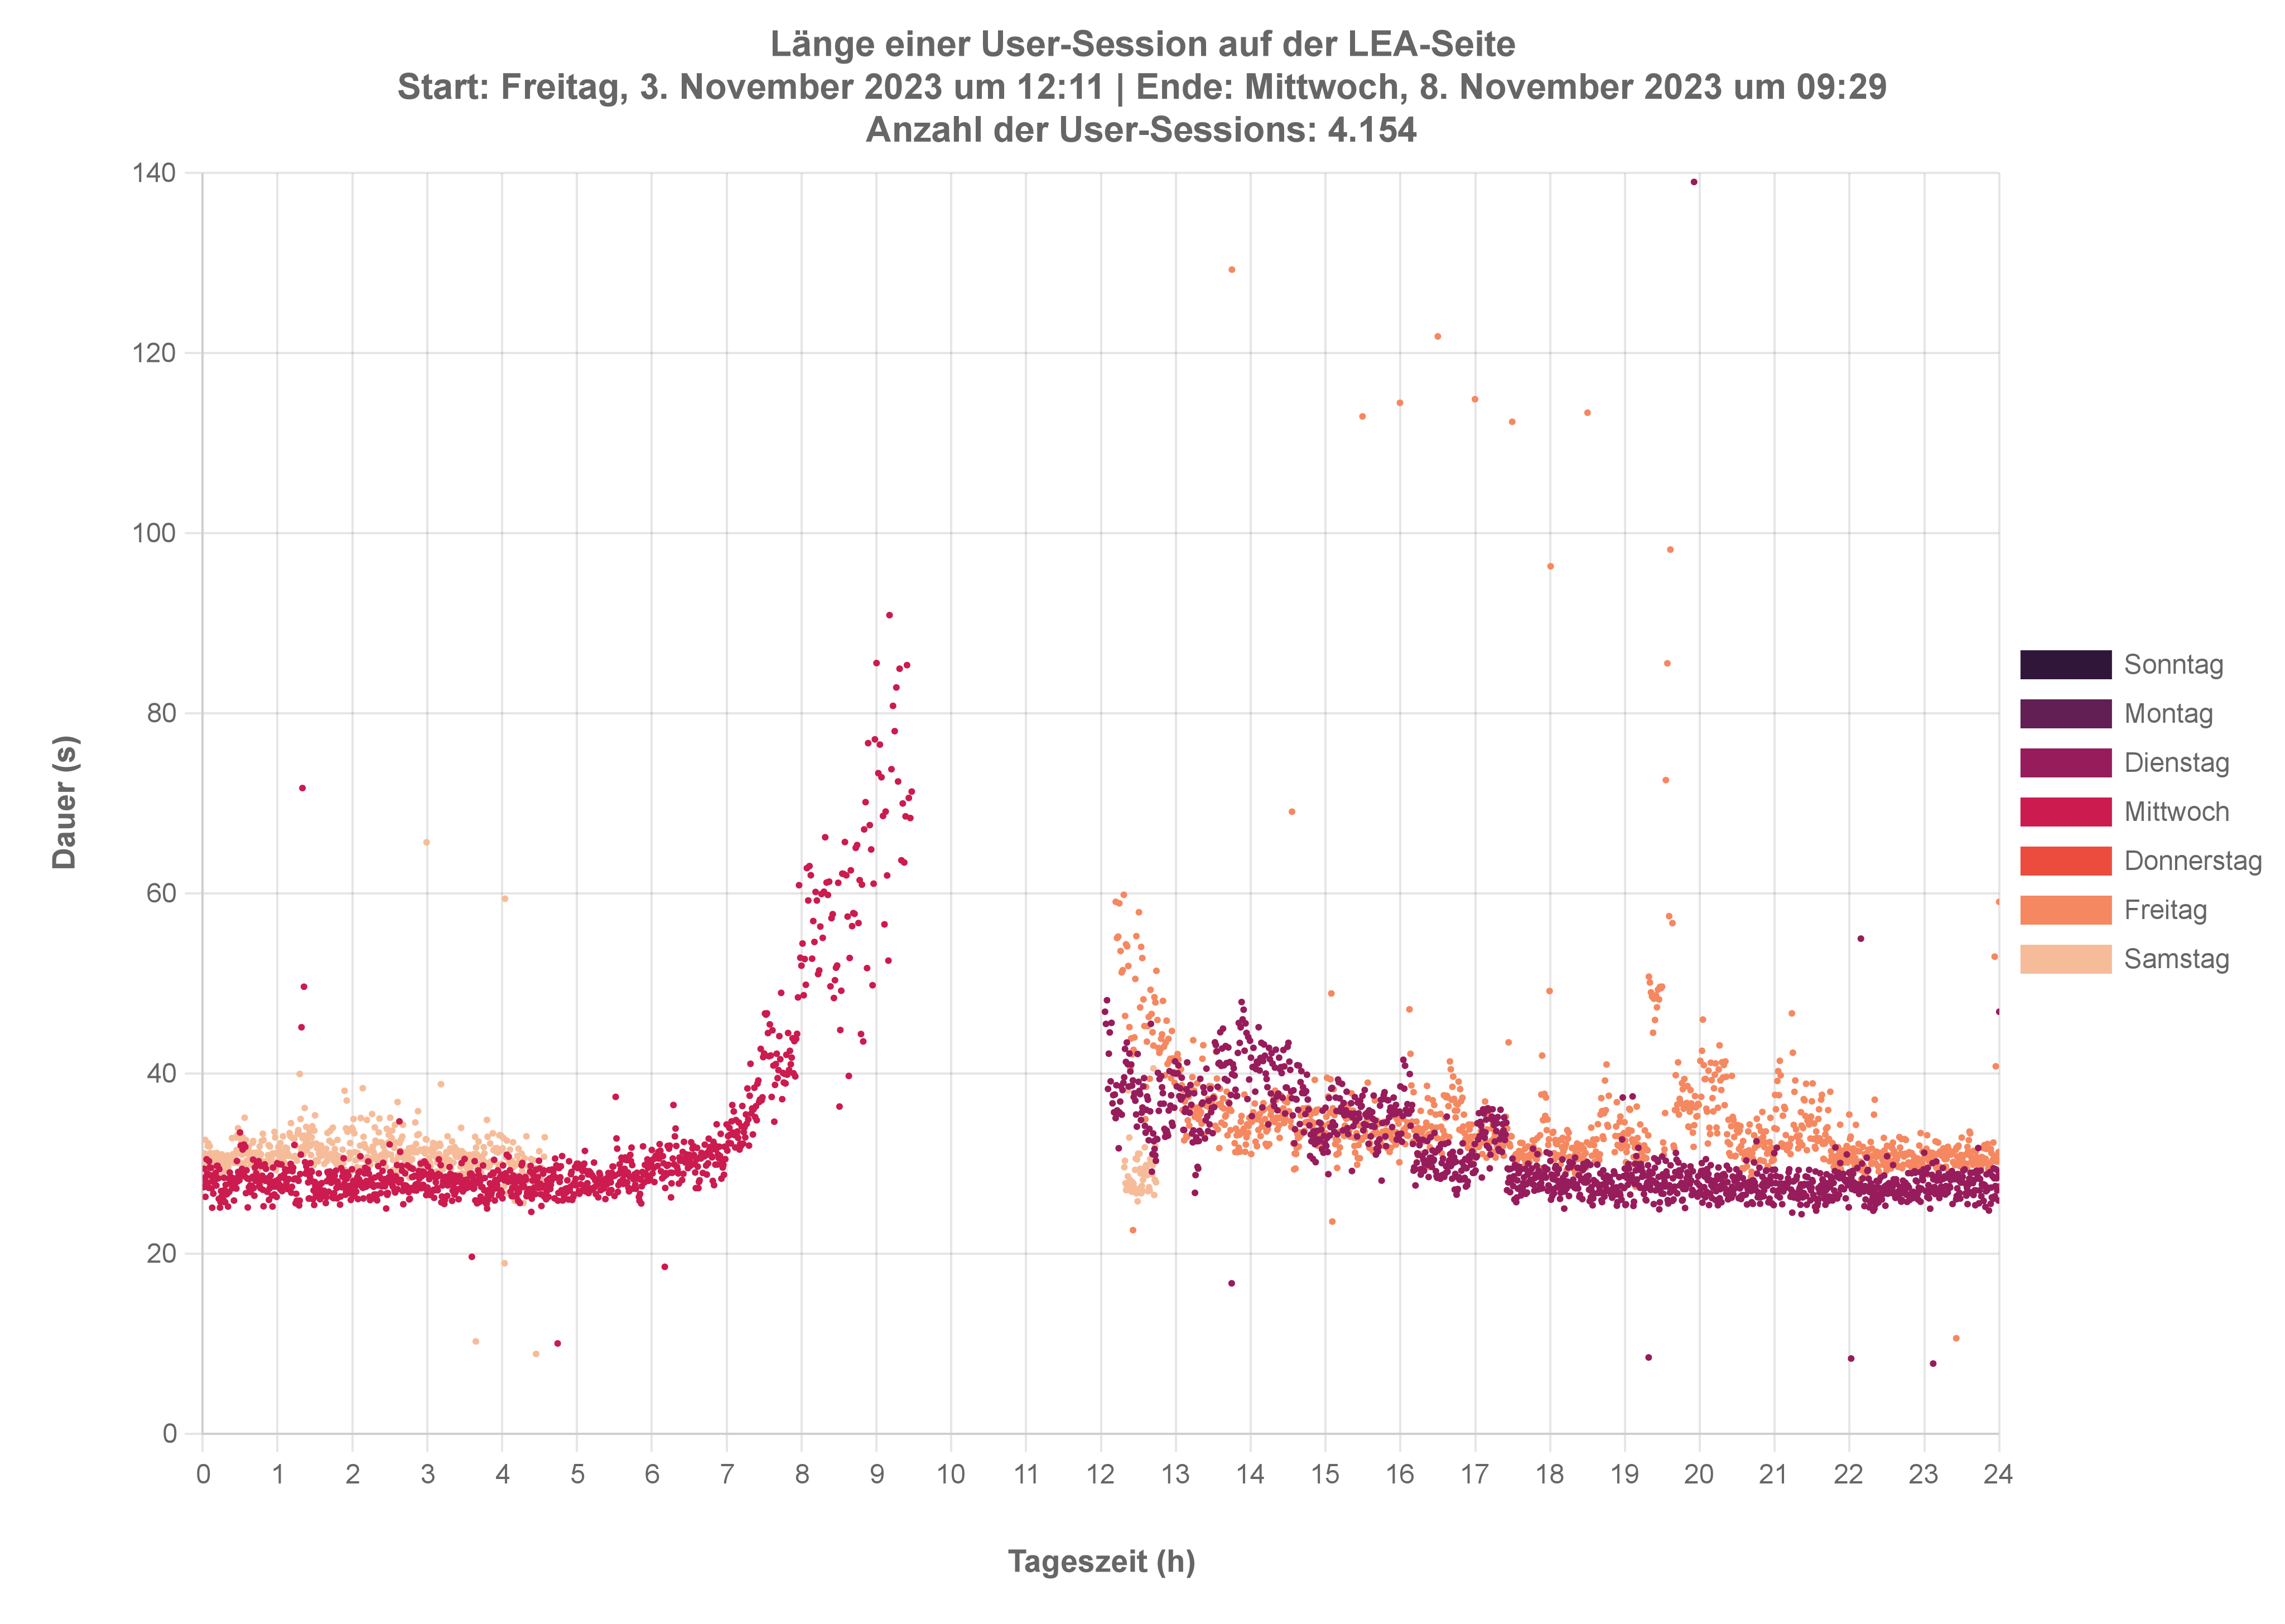 Länge einer User-Session auf der LEA-Seite
Start: Freitag, 3. November 2023 um 12:11 | Ende: Mittwoch, 8. November 2023 um 09:29
Anzahl der User-Sessions: 4.154
140
120
100
80
60
40
20
0
Dauer (s)
0 1 2 3 4 5 6 7 8 9 10 11 12 13 14 15 16 17 18 19 20 21 22 23 24
Tageszeit (h)
Sonntag
Montag
Dienstag
Mittwoch
Donnerstag
Freitag
Samstag